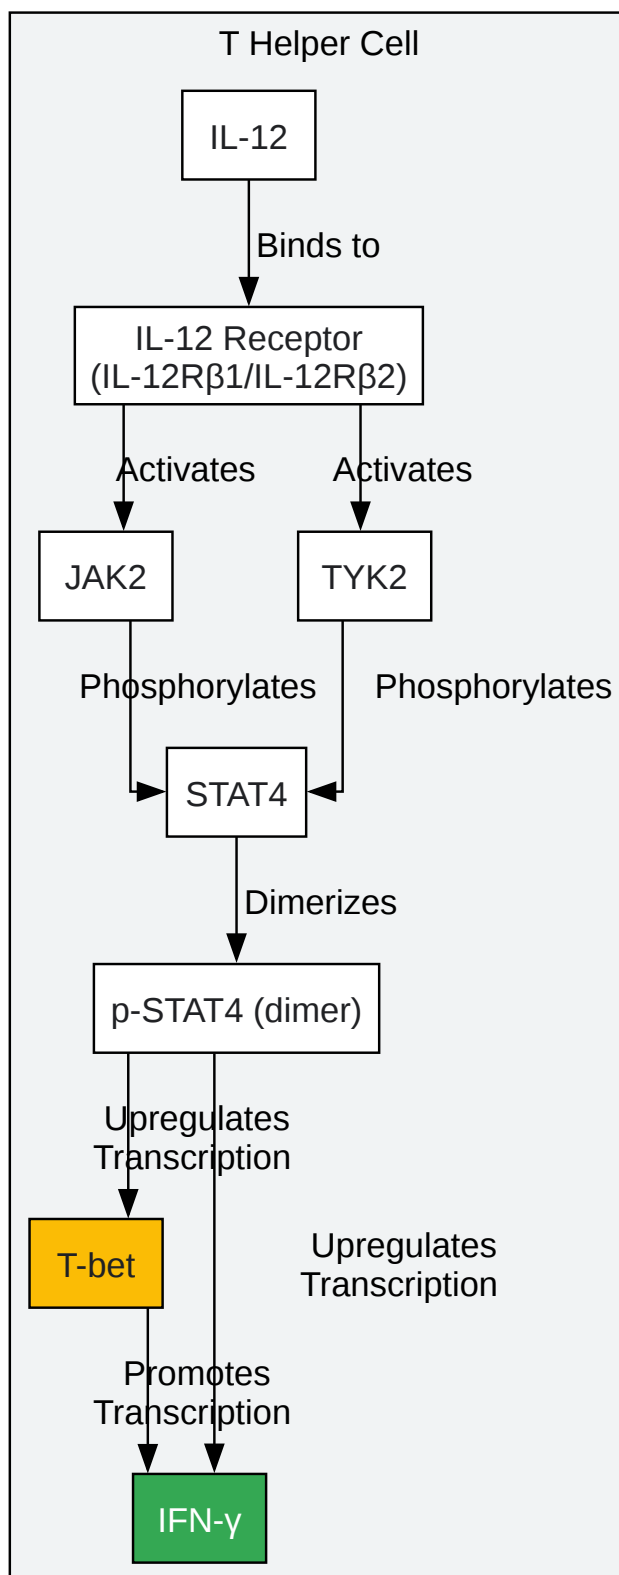 T Helper Cell
IL-12
Binds to
IL-12 Receptor
(IL-12Rβ1/IL-12Rβ2)
Activates
Activates
JAK2
TYK2
Phosphorylates
Phosphorylates
STAT4
Dimerizes
p-STAT4 (dimer)
Upregulates
Transcription
T-bet
Upregulates
Transcription
Promotes
Transcription
IFN-γ